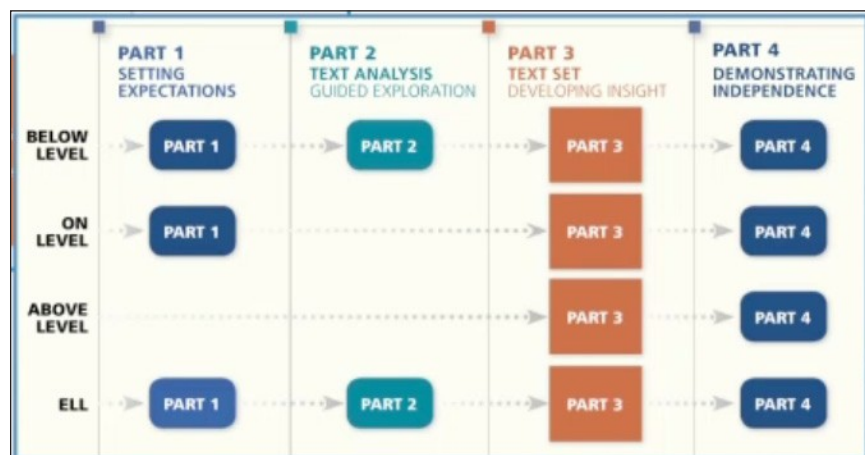 PART 1
SETTING
EXPECTATIONS
PART 2
TEXT ANALYSIS
GUIDED EXPLORATION
PART 3
TEXT SET
DEVELOPING INSIGHT
PART 4
DEMONSTRATING
INDEPENDENCE
BELOW
LEVEL
PART 1
PART 2
PART 3
PART 4
ON
LEVEL
PART 1
PART 3
PART 4
ABOVE
LEVEL
PART 3
PART 4
ELL
PART 1
PART 2
PART 3
PART 4